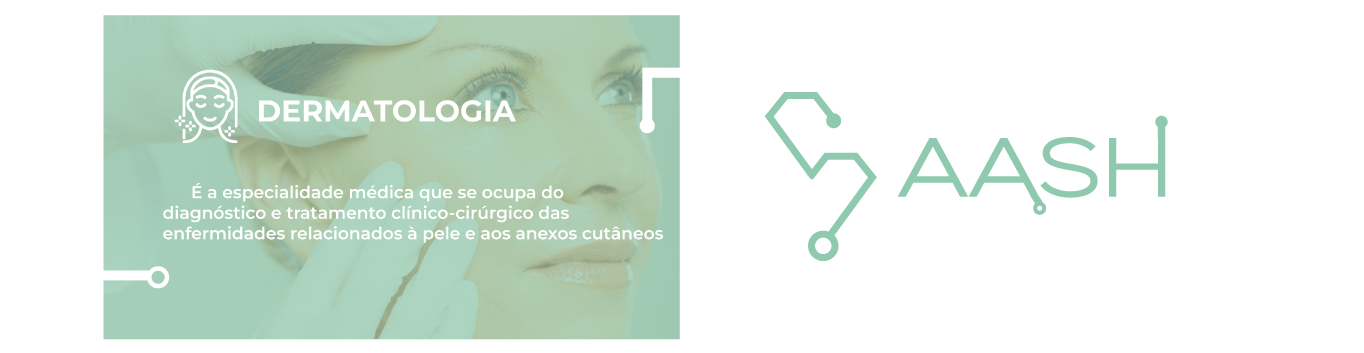 DERMATOLOGIA
É a especialidade médica que se ocupa do
diagnóstico e tratamento clínico-cirúrgico das
enfermidades relacionados à pele e aos anexos cutâneos
AASH